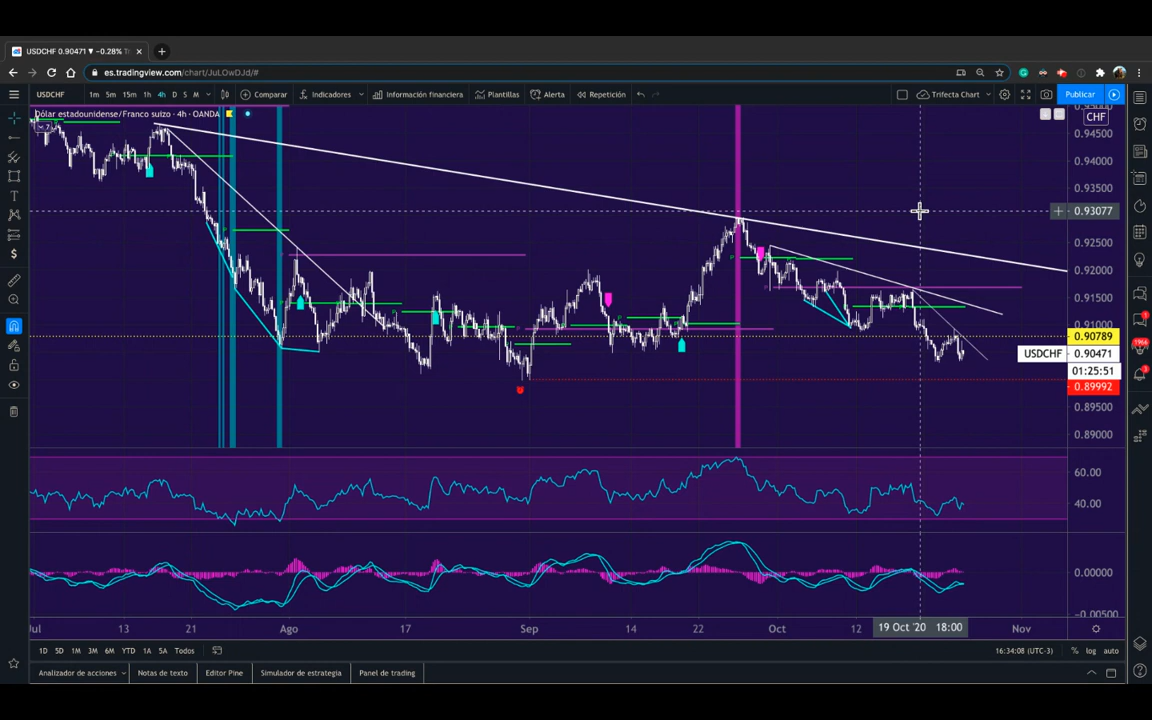 USDCHF 0.90471 ▼ −0.28%
es.tradingview.com/chart/JuLOwDJd/#
USDCHF 1m 5m 15m 1h 4h D S M Comparar Indicadores Información financiera Plantillas Alerta Repetición Trifecta Chart Publicar
Dólar estadounidense/Franco suizo · 4h · OANDA
7
CHF
0.94500
0.94000
0.93500
0.93077
0.92500
0.92000
0.91500
0.91000
0.90789
USDCHF 0.90471
01:25:51
0.89992
0.89500
0.89000
60.00
40.00
0.00000
−0.00500
Jul 13 21 Ago 17 Sep 14 22 Oct 12 19 Oct '20 18:00 Nov
1D 5D 1M 3M 6M YTD 1A 5A Todos 16:34:08 (UTC-3) % log auto
Analizador de acciones Notas de texto Editor Pine Simulador de estrategia Panel de trading